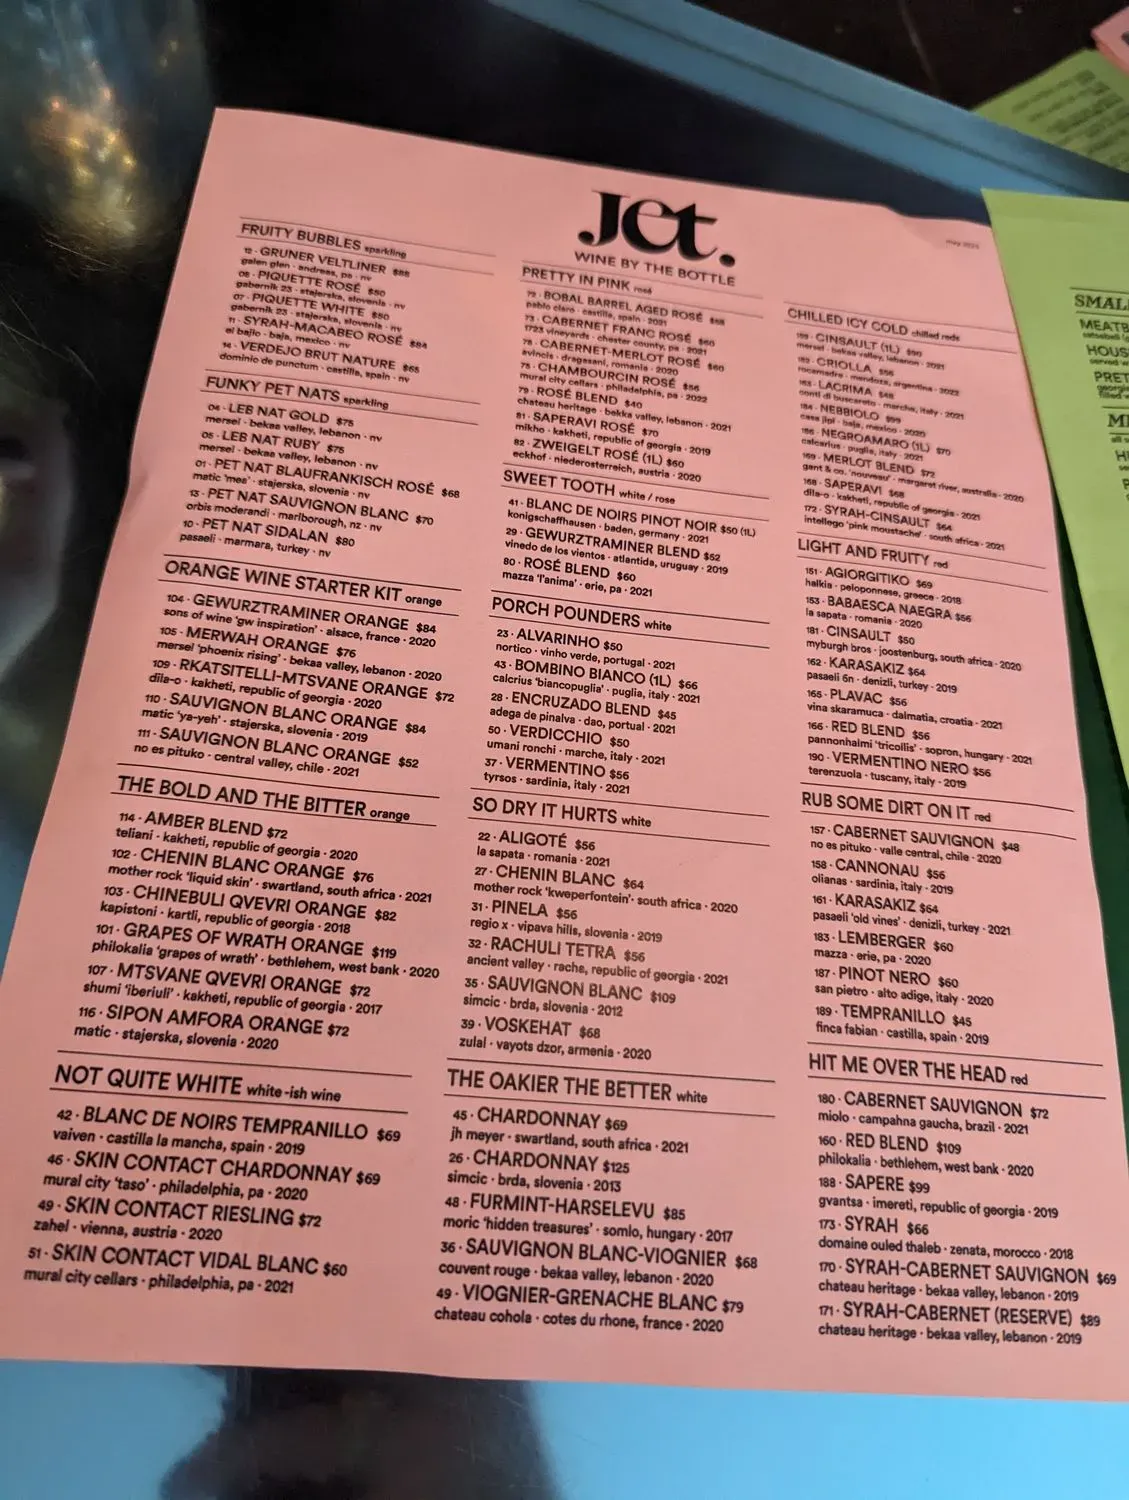 Jet.
WINE BY THE BOTTLE
may 2023
FRUITY BUBBLES sparkling
12 · GRUNER VELTLINER $88
galen glen · andreas, pa · nv
08 · PIQUETTE ROSÉ $50
gabernik 23 · stajerska, slovenia · nv
07 · PIQUETTE WHITE $50
gabernik 23 · stajerska, slovenia · nv
11 · SYRAH-MACABEO ROSÉ $84
el bajio · baja, mexico · nv
14 · VERDEJO BRUT NATURE $65
dominio de punctum · castilla, spain · nv
FUNKY PET NATS sparkling
04 · LEB NAT GOLD $75
mersel · bekaa valley, lebanon · nv
05 · LEB NAT RUBY $75
mersel · bekaa valley, lebanon · nv
01 · PET NAT BLAUFRANKISCH ROSÉ $68
matic 'mea' · stajerska, slovenia · nv
13 · PET NAT SAUVIGNON BLANC $70
orbis moderandi · marlborough, nz · nv
10 · PET NAT SIDALAN $80
pasaeli · marmara, turkey · nv
ORANGE WINE STARTER KIT orange
104 · GEWURZTRAMINER ORANGE $84
sons of wine 'gw inspiration' · alsace, france · 2020
105 · MERWAH ORANGE $76
mersel 'phoenix rising' · bekaa valley, lebanon · 2020
109 · RKATSITELLI-MTSVANE ORANGE $72
dila-o · kakheti, republic of georgia · 2020
110 · SAUVIGNON BLANC ORANGE $84
matic 'ya-yeh' · stajerska, slovenia · 2019
111 · SAUVIGNON BLANC ORANGE $52
no es pituko · central valley, chile · 2021
THE BOLD AND THE BITTER orange
114 · AMBER BLEND $72
teliani · kakheti, republic of georgia · 2020
102 · CHENIN BLANC ORANGE $76
mother rock 'liquid skin' · swartland, south africa · 2021
103 · CHINEBULI QVEVRI ORANGE $82
kapistoni · kartli, republic of georgia · 2018
101 · GRAPES OF WRATH ORANGE $119
philokalia 'grapes of wrath' · bethlehem, west bank · 2020
107 · MTSVANE QVEVRI ORANGE $72
shumi 'iberiuli' · kakheti, republic of georgia · 2017
116 · SIPON AMFORA ORANGE $72
matic · stajerska, slovenia · 2020
NOT QUITE WHITE white -ish wine
42 · BLANC DE NOIRS TEMPRANILLO $69
vaiven · castilla la mancha, spain · 2019
46 · SKIN CONTACT CHARDONNAY $69
mural city 'taso' · philadelphia, pa · 2020
49 · SKIN CONTACT RIESLING $72
zahel · vienna, austria · 2020
51 · SKIN CONTACT VIDAL BLANC $60
mural city cellars · philadelphia, pa · 2021
PRETTY IN PINK rosé
72 · BOBAL BARREL AGED ROSÉ $58
pablo claro · castilla, spain · 2021
73 · CABERNET FRANC ROSÉ $60
1723 vineyards · chester county, pa · 2021
78 · CABERNET-MERLOT ROSÉ $60
avincis · dragasani, romania · 2020
75 · CHAMBOURCIN ROSÉ $56
mural city cellars · philadelphia, pa · 2022
79 · ROSÉ BLEND $40
chateau heritage · bekka valley, lebanon · 2021
81 · SAPERAVI ROSÉ $70
mikho · kakheti, republic of georgia · 2019
82 · ZWEIGELT ROSÉ (1L) $60
eckhof · niederosterreich, austria · 2020
SWEET TOOTH white / rose
41 · BLANC DE NOIRS PINOT NOIR $50 (1L)
konigschaffhausen · baden, germany · 2021
29 · GEWURZTRAMINER BLEND $52
vinedo de los vientos · atlantida, uruguay · 2019
80 · ROSÉ BLEND $60
mazza 'l'anima' · erie, pa · 2021
PORCH POUNDERS white
23 · ALVARINHO $50
nortico · vinho verde, portugal · 2021
43 · BOMBINO BIANCO (1L) $66
calcrius 'biancopuglia' · puglia, italy · 2021
28 · ENCRUZADO BLEND $45
adega de pinalva · dao, portual · 2021
50 · VERDICCHIO $50
umani ronchi · marche, italy · 2021
37 · VERMENTINO $56
tyrsos · sardinia, italy · 2021
SO DRY IT HURTS white
22 · ALIGOTÉ $56
la sapata · romania · 2021
27 · CHENIN BLANC $64
mother rock 'kweperfontein' · south africa · 2020
31 · PINELA $56
regio x · vipava hills, slovenia · 2019
32 · RACHULI TETRA $56
ancient valley · racha, republic of georgia · 2021
35 · SAUVIGNON BLANC $109
simcic · brda, slovenia · 2012
39 · VOSKEHAT $68
zulal · vayots dzor, armenia · 2020
THE OAKIER THE BETTER white
45 · CHARDONNAY $69
jh meyer · swartland, south africa · 2021
26 · CHARDONNAY $125
simcic · brda, slovenia · 2013
48 · FURMINT-HARSELEVU $85
moric 'hidden treasures' · somlo, hungary · 2017
36 · SAUVIGNON BLANC-VIOGNIER $68
couvent rouge · bekaa valley, lebanon · 2020
49 · VIOGNIER-GRENACHE BLANC $79
chateau cohola · cotes du rhone, france · 2020
CHILLED ICY COLD chilled reds
CINSAULT (1L) $90
mersel · bekaa valley, lebanon · 2021
CRIOLLA $56
rocamadre · mendoza, argentina · 2022
LACRIMA $48
conti di buscareto · marche, italy · 2021
NEBBIOLO $99
casa jipi · baja, mexico · 2020
NEGROAMARO (1L) $70
calcarius · puglia, italy · 2021
169 · MERLOT BLEND $72
gant & co. 'nouveau' · margaret river, australia · 2020
168 · SAPERAVI $68
dila-o · kakheti, republic of georgia · 2021
172 · SYRAH-CINSAULT $64
intellego 'pink moustache' · south africa · 2021
LIGHT AND FRUITY red
151 · AGIORGITIKO $69
halkia · peloponnese, greece · 2018
153 · BABAESCA NAEGRA $56
la sapata · romania · 2020
181 · CINSAULT $50
myburgh bros · joostenburg, south africa · 2020
162 · KARASAKIZ $64
pasaeli 6n · denizli, turkey · 2019
165 · PLAVAC $56
vina skaramuca · dalmatia, croatia · 2021
166 · RED BLEND $56
pannonhalmi 'tricollis' · sopron, hungary · 2021
190 · VERMENTINO NERO $56
terenzuola · tuscany, italy · 2019
RUB SOME DIRT ON IT red
157 · CABERNET SAUVIGNON $48
no es pituko · valle central, chile · 2020
158 · CANNONAU $56
olianas · sardinia, italy · 2019
161 · KARASAKIZ $64
pasaeli 'old vines' · denizli, turkey · 2021
183 · LEMBERGER $60
mazza · erie, pa · 2020
187 · PINOT NERO $60
san pietro · alto adige, italy · 2020
189 · TEMPRANILLO $45
finca fabian · castilla, spain · 2019
HIT ME OVER THE HEAD red
180 · CABERNET SAUVIGNON $72
miolo · campahna gaucha, brazil · 2021
160 · RED BLEND $109
philokalia · bethlehem, west bank · 2020
188 · SAPERE $99
gvantsa · imereti, republic of georgia · 2019
173 · SYRAH $66
domaine ouled thaleb · zenata, morocco · 2018
170 · SYRAH-CABERNET SAUVIGNON $69
chateau heritage · bekaa valley, lebanon · 2019
171 · SYRAH-CABERNET (RESERVE) $89
chateau heritage · bekaa valley, lebanon · 2019
SMAL
MEATB
HOUS
served w
PRET